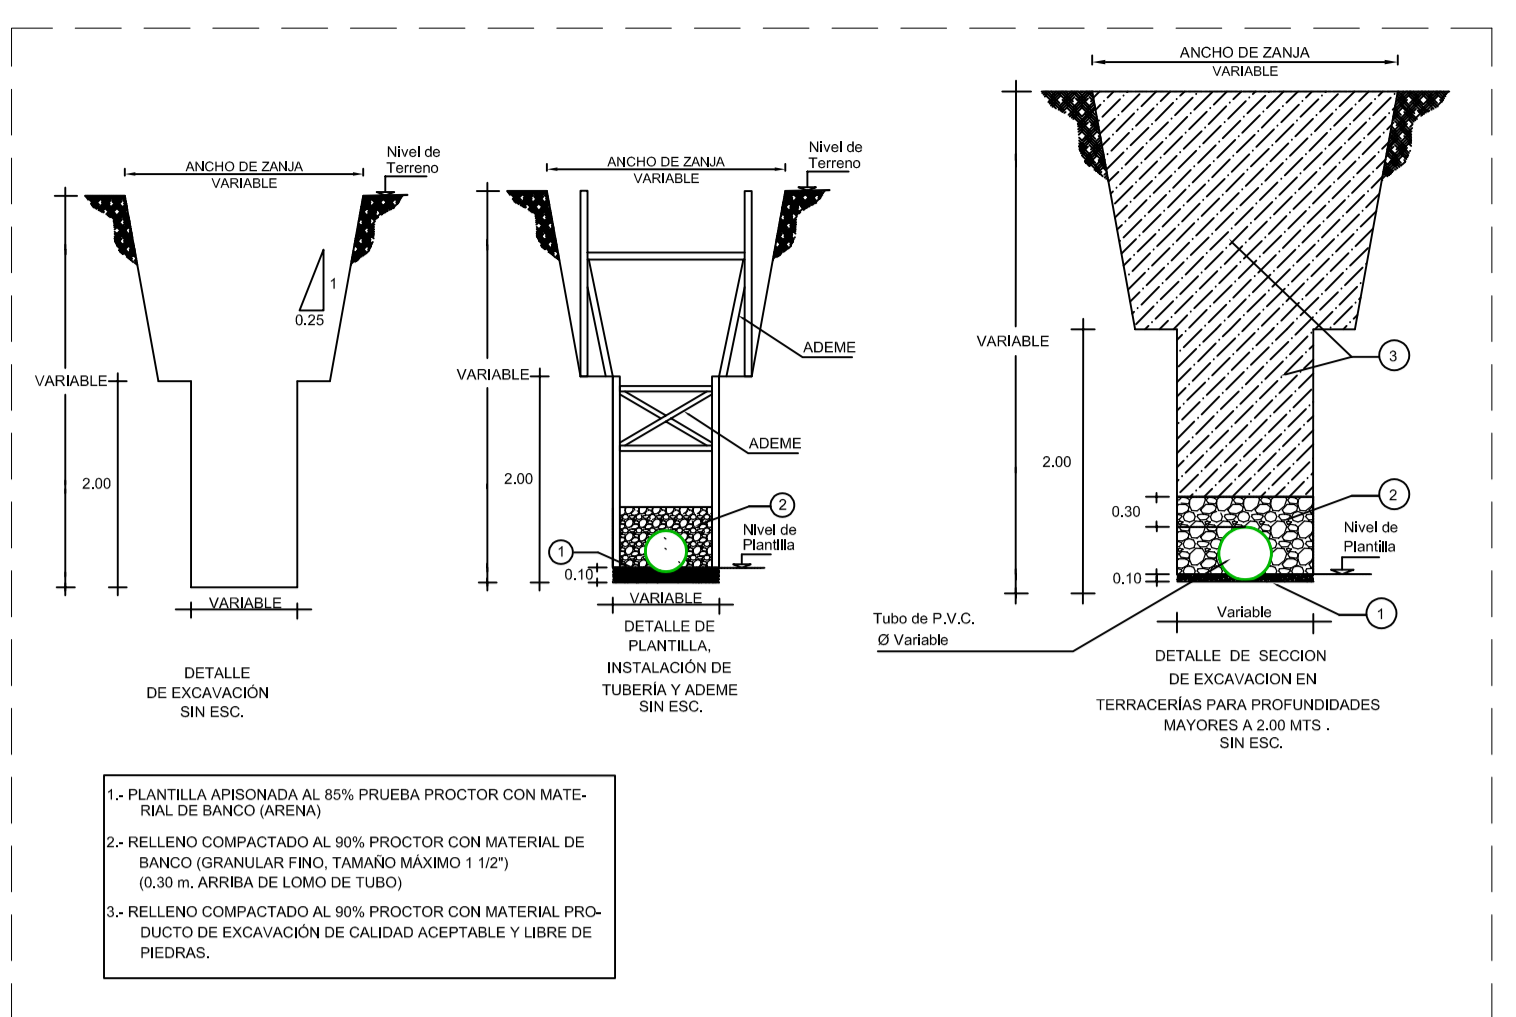 ANCHO DE ZANJA
VARIABLE
Nivel de
Terreno
1
0.25
VARIABLE
2.00
VARIABLE
DETALLE
DE EXCAVACIÓN
SIN ESC.
ANCHO DE ZANJA
VARIABLE
Nivel de
Terreno
ADEME
VARIABLE
ADEME
2.00
2
Nivel de
Plantilla
1
0.10
VARIABLE
DETALLE DE
PLANTILLA,
INSTALACIÓN DE
TUBERÍA Y ADEME
SIN ESC.
ANCHO DE ZANJA
VARIABLE
VARIABLE
3
2.00
2
0.30
Nivel de
Plantilla
0.10
1
Variable
Tubo de P.V.C.
Ø Variable
DETALLE DE SECCION
DE EXCAVACION EN
TERRACERÍAS PARA PROFUNDIDADES
MAYORES A 2.00 MTS .
SIN ESC.
1.- PLANTILLA APISONADA AL 85% PRUEBA PROCTOR CON MATE-
RIAL DE BANCO (ARENA)
2.- RELLENO COMPACTADO AL 90% PROCTOR CON MATERIAL DE
BANCO (GRANULAR FINO, TAMAÑO MÁXIMO 1 1/2")
(0.30 m. ARRIBA DE LOMO DE TUBO)
3.- RELLENO COMPACTADO AL 90% PROCTOR CON MATERIAL PRO-
DUCTO DE EXCAVACIÓN DE CALIDAD ACEPTABLE Y LIBRE DE
PIEDRAS.